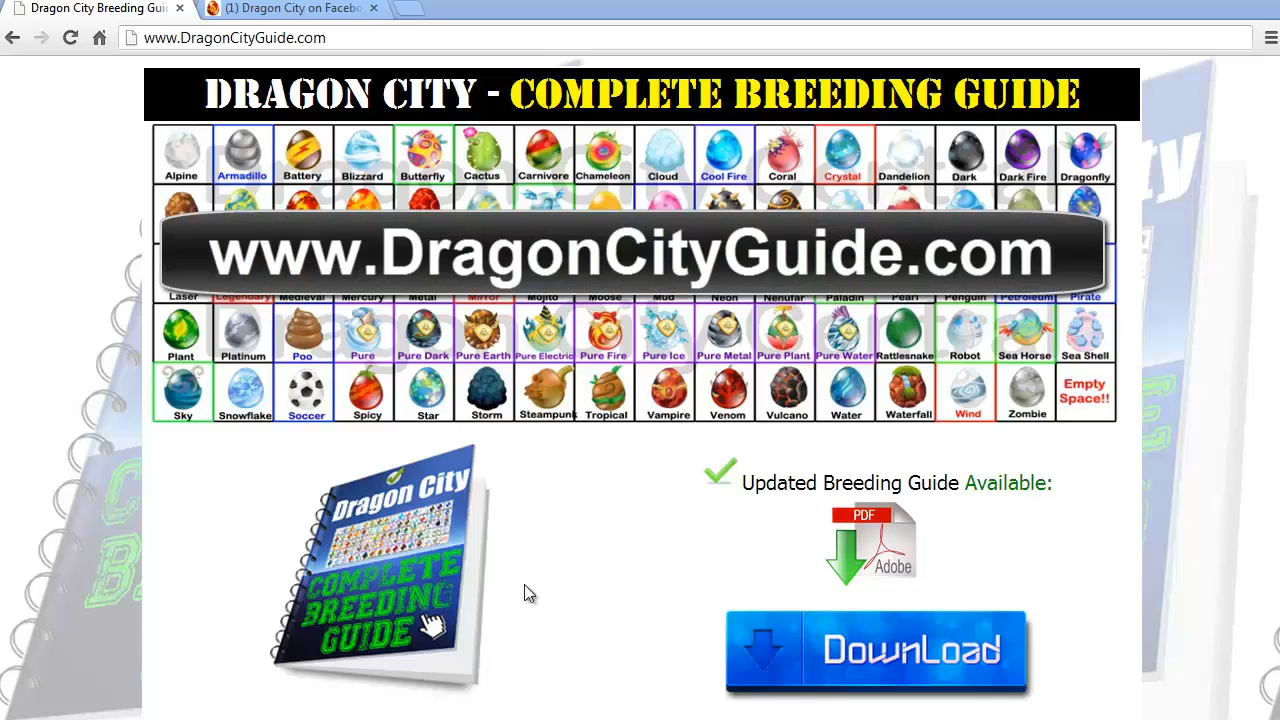 Dragon City Breeding Guid
(1) Dragon City on Facebo
www.DragonCityGuide.com
DRAGON CITY - COMPLETE BREEDING GUIDE
Alpine Armadillo Battery Blizzard Butterfly Cactus Carnivore Chameleon Cloud Cool Fire Coral Crystal Dandelion Dark Dark Fire Dragonfly
www.DragonCityGuide.com
Laser Legendary Medieval Mercury Metal Mirror Mojito Moose Mud Neon Nenufar Paladin Pearl Penguin Petroleum Pirate
Plant Platinum Poo Pure Pure Dark Pure Earth Pure Electric Pure Fire Pure Ice Pure Metal Pure Plant Pure Water Rattlesnake Robot Sea Horse Sea Shell
Empty
Space!!
Sky Snowflake Soccer Spicy Star Storm Steampunk Tropical Vampire Venom Vulcano Water Waterfall Wind Zombie
Dragon City
COMPLETE
BREEDING
GUIDE
Updated Breeding Guide Available:
PDF
Adobe
DownLoad